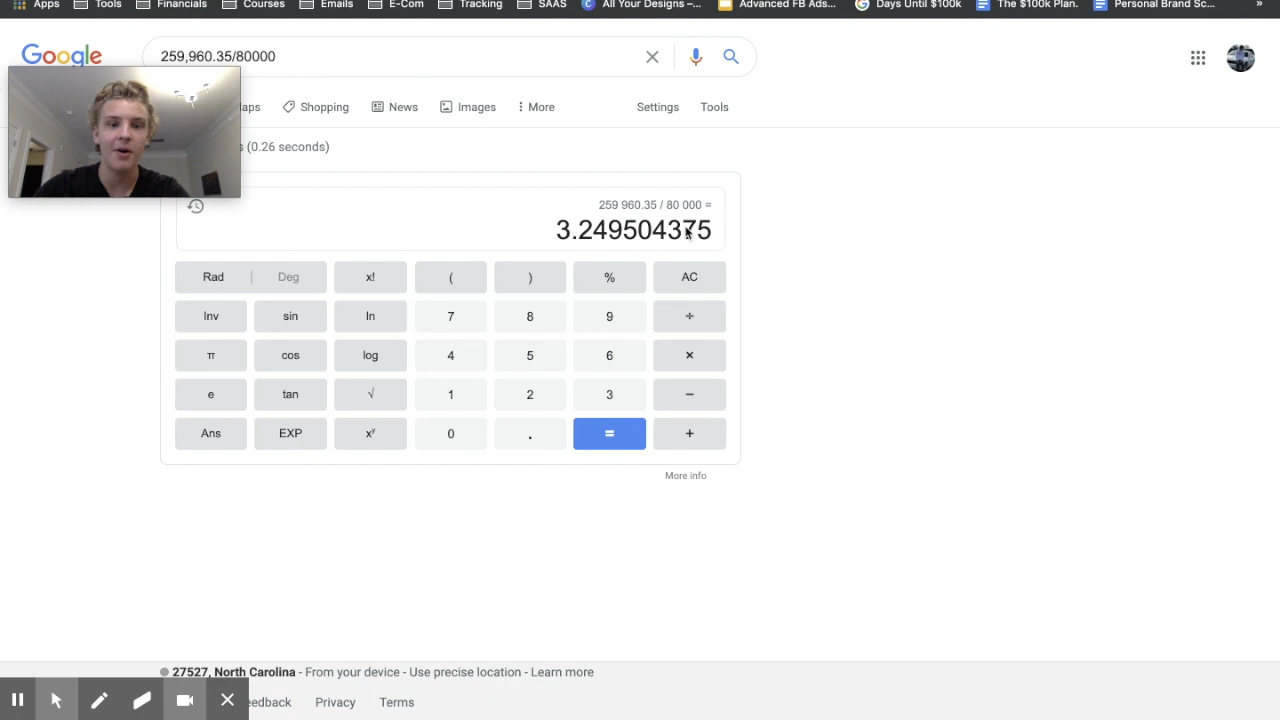 Apps Tools Financials Courses Emails E-Com Tracking SAAS All Your Designs –... Advanced FB Ads... Days Until $100k The $100k Plan. Personal Brand Sc... »
Google
259,960.35/80000
aps Shopping News Images More Settings Tools
s (0.26 seconds)
259 960.35 / 80 000 =
3.249504375
Rad Deg x! ( ) % AC
Inv sin ln 7 8 9 ÷
π cos log 4 5 6 ×
e tan √ 1 2 3 −
Ans EXP xʸ 0 . = +
More info
27527, North Carolina - From your device - Use precise location - Learn more
eedback Privacy Terms